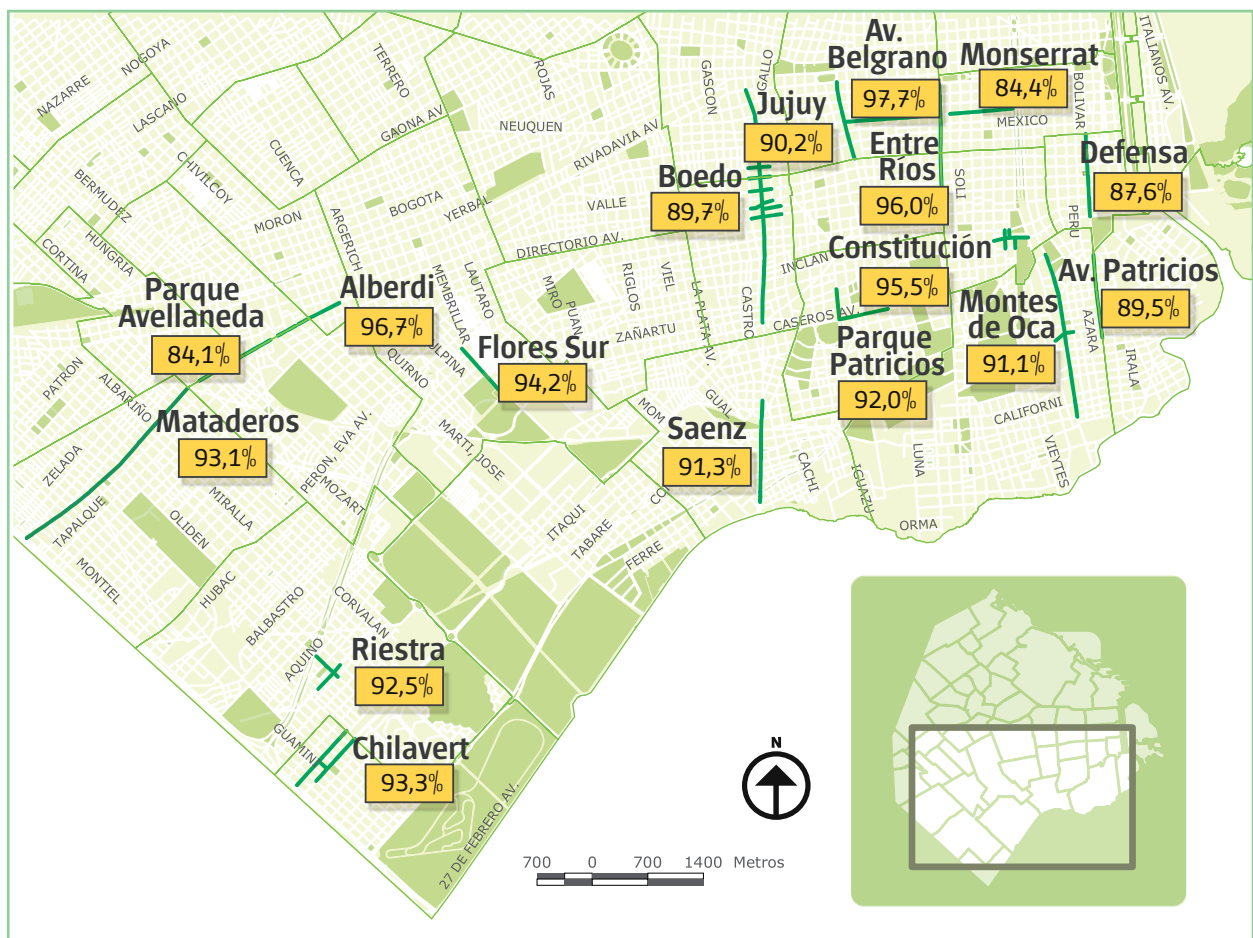 NOGOYA
NAZARRE
LASCANO
TERRERO
GAONA AV
CUENCA
CHIVILCOY
BERMUDEZ
HUNGRIA
CORTINA
MORON
ARGERICH
BOGOTA
YERBAL
NEUQUEN
ROJAS
RIVADAVIA AV
GASCON
GALLO
VALLE
DIRECTORIO AV.
Av.
Belgrano
97,7%
Monserrat
84,4%
MEXICO
BOLIVAR
ITALIANOS AV.
Jujuy
90,2%
Boedo
89,7%
Entre
Ríos
96,0%
SOLI
Defensa
87,6%
PERU
Constitución
95,5%
INCLAN
CASEROS AV.
Av. Patricios
89,5%
AZARA
IRALA
Montes
de Oca
91,1%
Parque
Patricios
92,0%
CALIFORNI
VIEYTES
LUNA
IGUAZU
CACHI
ORMA
Parque
Avellaneda
84,1%
Alberdi
96,7%
MEMBRILLAR
LAUTARO
MIRO
PUAN
RIGLOS
VIEL
LA PLATA AV.
CASTRO
ZAÑARTU
Flores Sur
94,2%
ULPINA
QUIRNO
PATRON
ALBARIÑO
Mataderos
93,1%
ZELADA
TAPALQUE
MONTIEL
OLIDEN
MIRALLA
HUBAC
MOZART
PERON, EVA AV.
MARTI, JOSE
MOM
GUAL
Saenz
91,3%
CO
ITAQUI
TABARE
FERRE
BALBASTRO
CORVALAN
AQUINO
Riestra
92,5%
GUAMINI
Chilavert
93,3%
27 DE FEBRERO AV.
N
700 0 700 1400 Metros